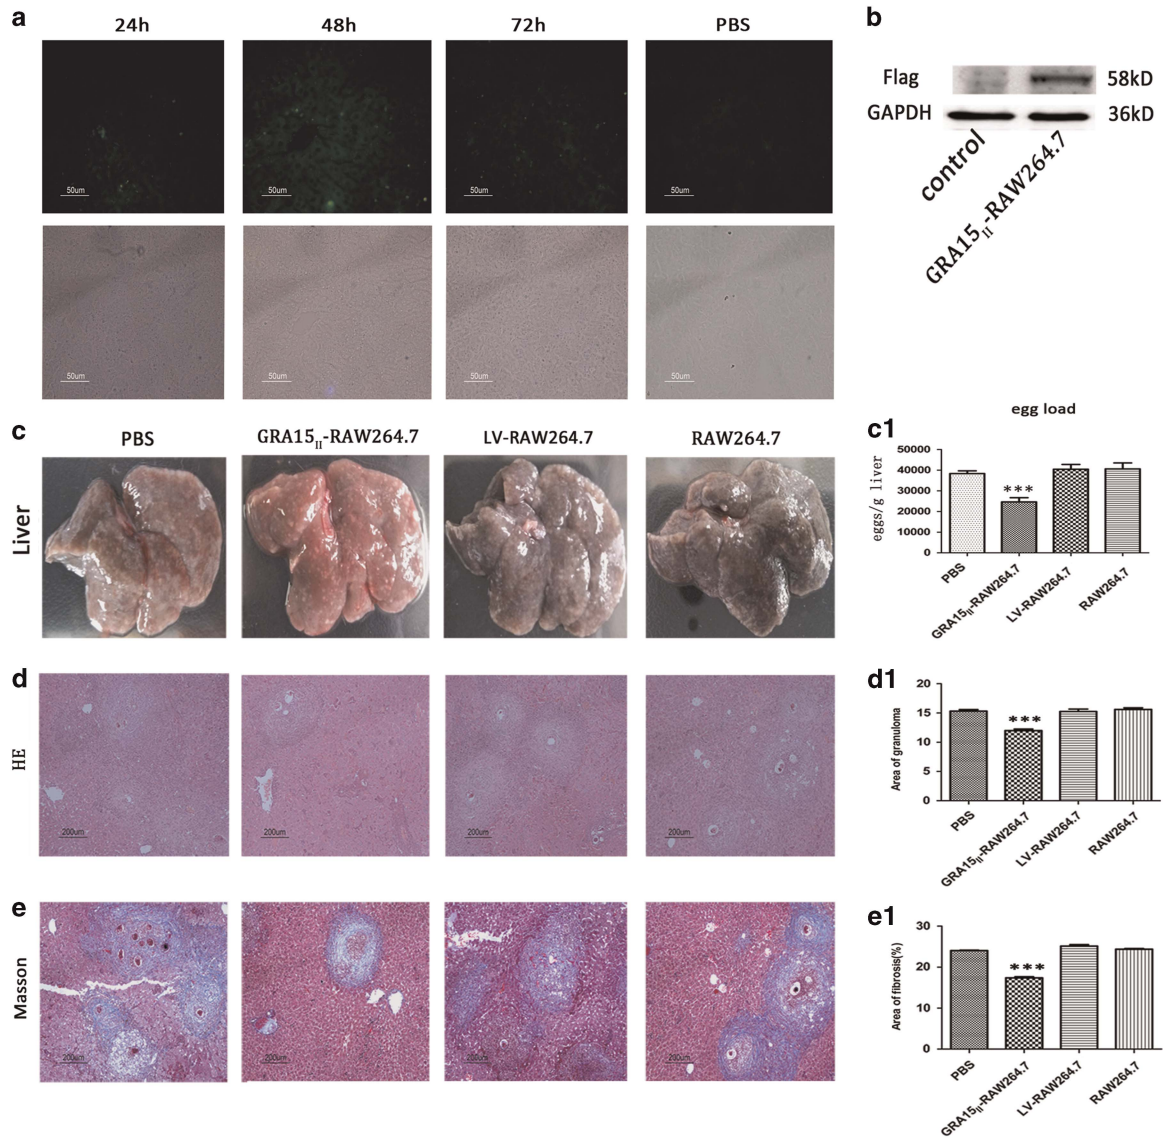 a
24h 48h 72h PBS
50um 50um 50um 50um
50um 50um 50um 50um
b
Flag 58kD
GAPDH 36kD
control
GRA15II-RAW264.7
c
PBS GRA15II-RAW264.7 LV-RAW264.7 RAW264.7
Liver
c1
egg load
eggs/g liver
50000
40000
30000
20000
10000
0
***
PBS
GRA15II-RAW264.7
LV-RAW264.7
RAW264.7
d
HE
200um 200um 200um 200um
d1
Area of granuloma
20
15
10
5
0
***
PBS
GRA15II-RAW264.7
LV-RAW264.7
RAW264.7
e
Masson
200um 200um 200um 200um
e1
Area of fibrosis(%)
30
20
10
0
***
PBS
GRA15II-RAW264.7
LV-RAW264.7
RAW264.7